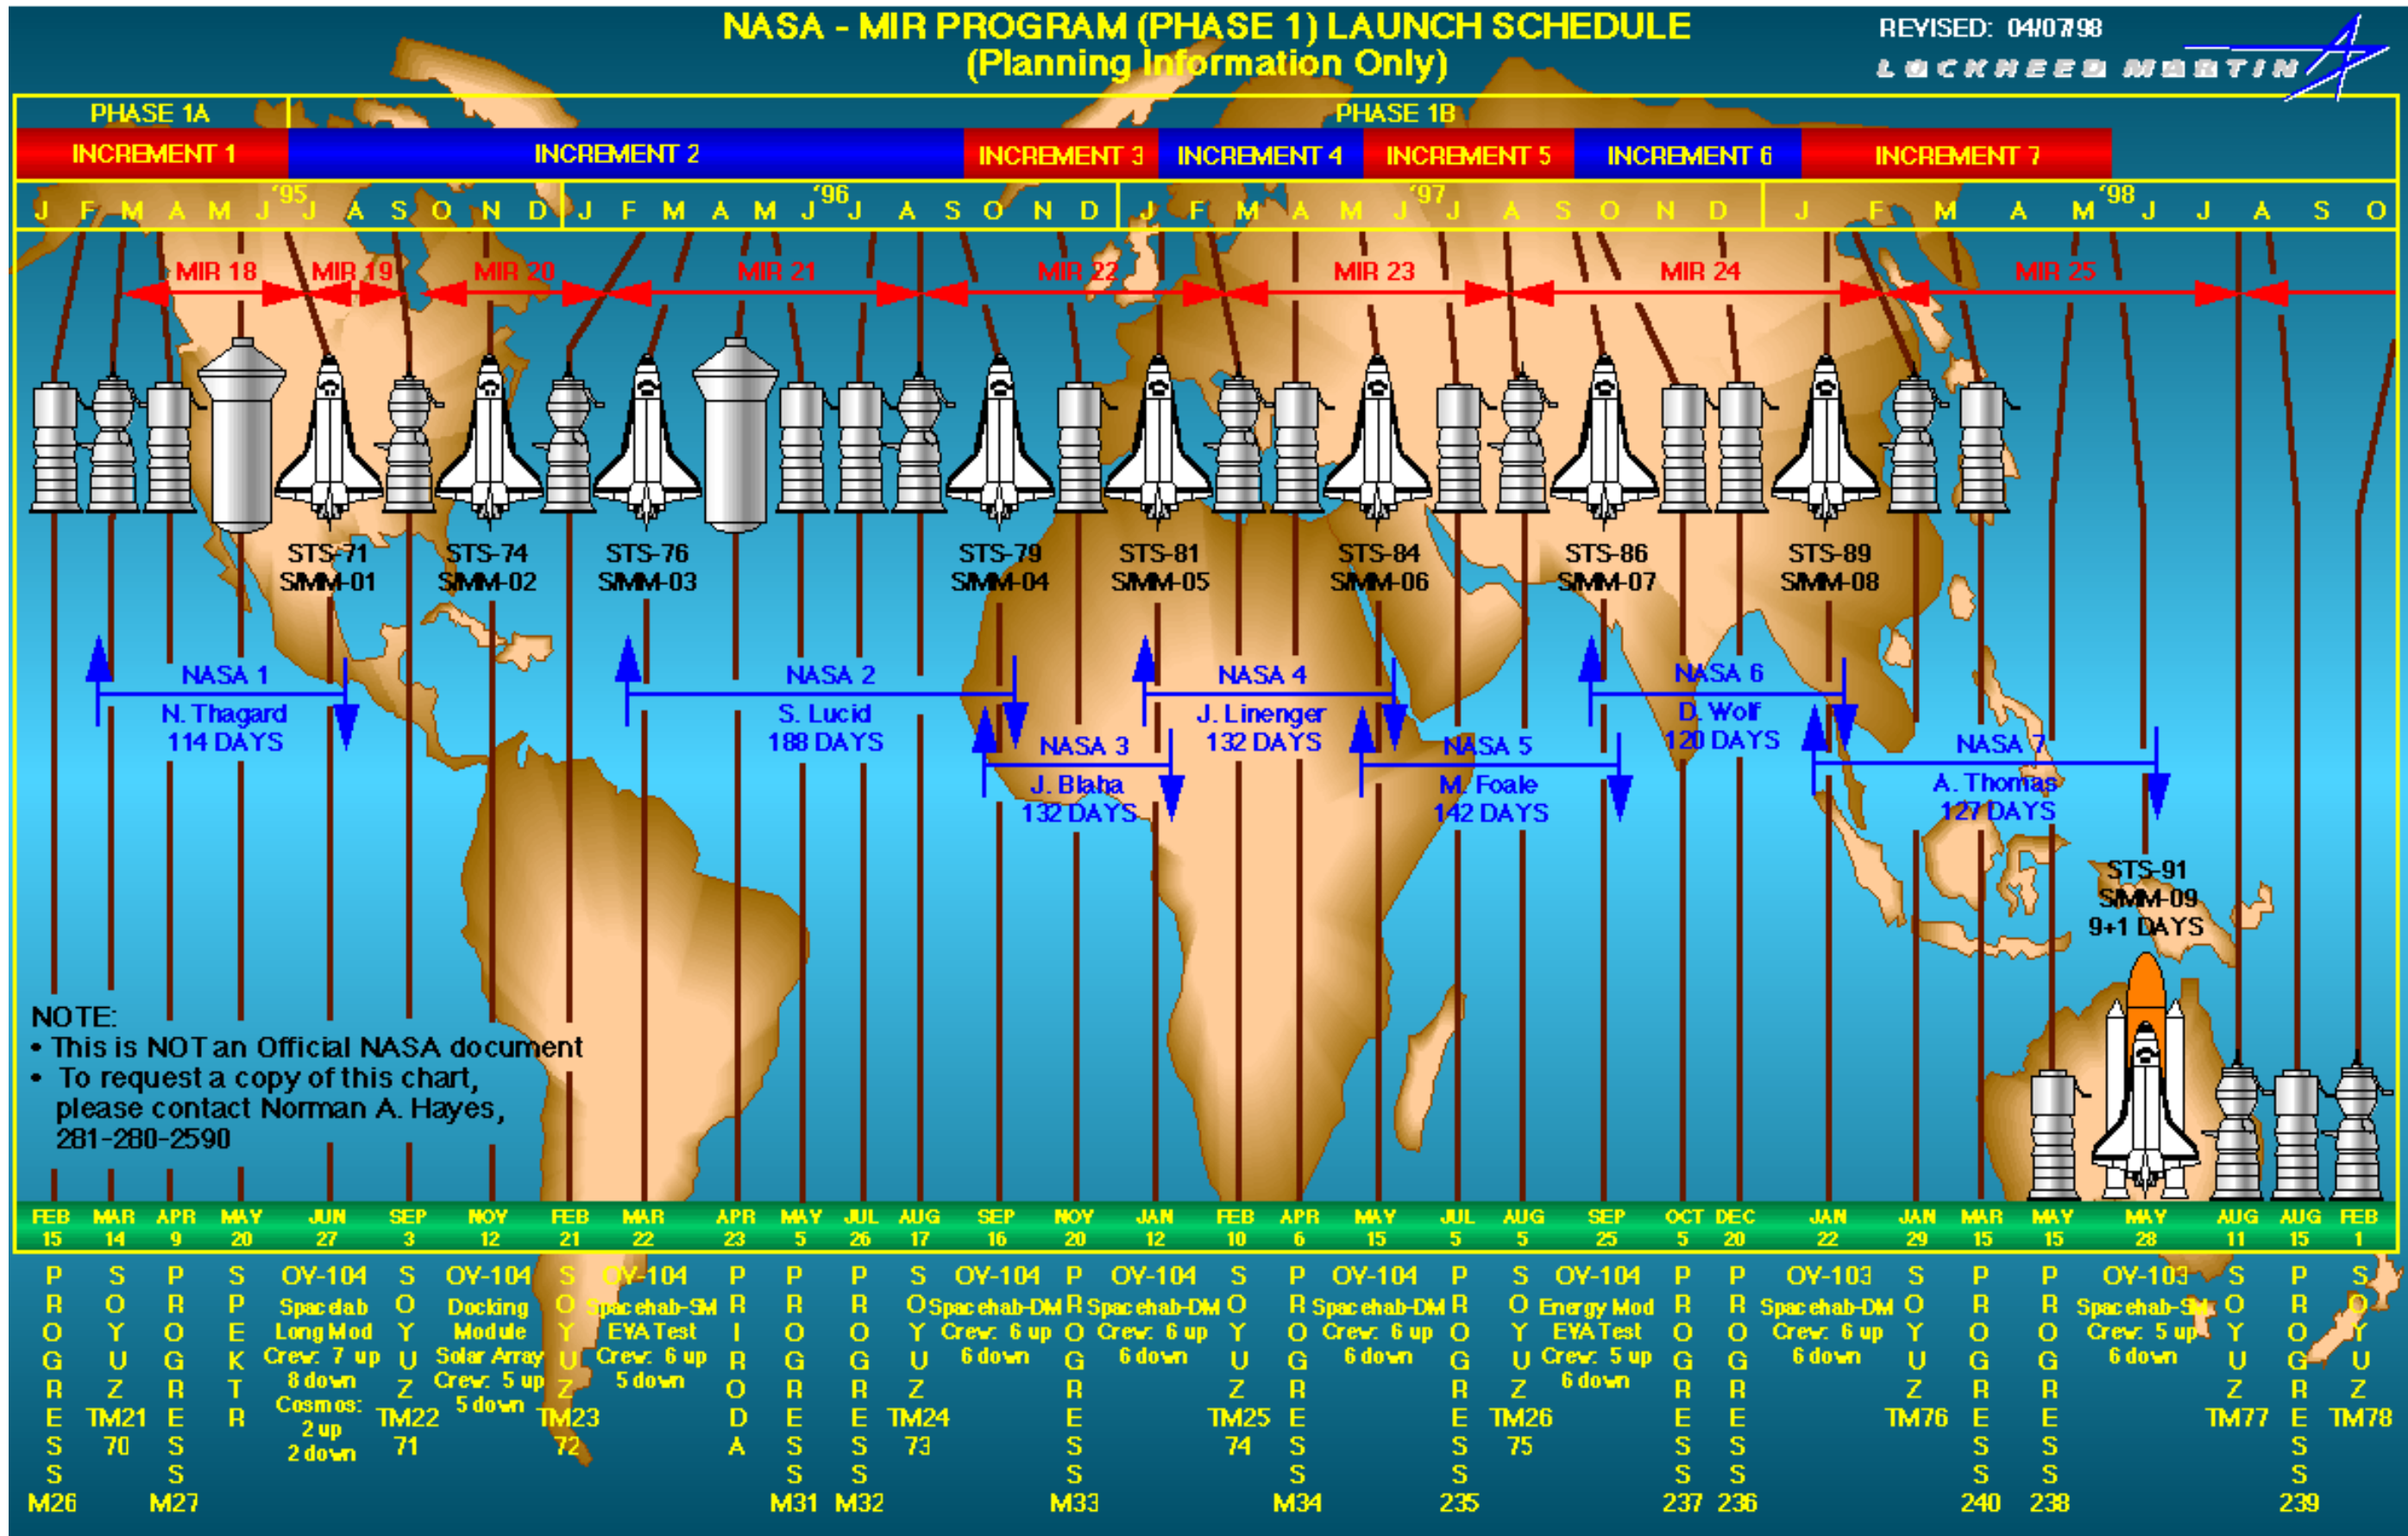 NASA - MIR PROGRAM (PHASE 1) LAUNCH SCHEDULE
(Planning Information Only)
REVISED: 04/07/98
LOCKHEED MARTIN
PHASE 1A
PHASE 1B
INCREMENT 1 INCREMENT 2 INCREMENT 3 INCREMENT 4 INCREMENT 5 INCREMENT 6 INCREMENT 7
'95 '96 '97 '98
J F M A M J J A S O N D J F M A M J J A S O N D J F M A M J J A S O N D J F M A M J J A S O
MIR 18 MIR 19 MIR 20 MIR 21 MIR 22 MIR 23 MIR 24 MIR 25
STS-71 STS-74 STS-76 STS-79 STS-81 STS-84 STS-86 STS-89
S/MM-01 S/MM-02 S/MM-03 S/MM-04 S/MM-05 S/MM-06 S/MM-07 S/MM-08
NASA 1
N. Thagard
114 DAYS
NASA 2
S. Lucid
188 DAYS
NASA 3
J. Blaha
132 DAYS
NASA 4
J. Linenger
132 DAYS
NASA 5
M. Foale
142 DAYS
NASA 6
D. Wolf
120 DAYS
NASA 7
A. Thomas
127 DAYS
STS-91
S/MM-09
9+1 DAYS
NOTE:
• This is NOT an Official NASA document
• To request a copy of this chart,
please contact Norman A. Hayes,
281-280-2590
FEB MAR APR MAY JUN SEP NOV FEB MAR APR MAY JUL AUG SEP NOV JAN FEB APR MAY JUL AUG SEP OCT DEC JAN JAN MAR MAY MAY AUG AUG FEB
15 14 9 20 27 3 12 21 22 23 5 26 17 16 20 12 10 6 15 5 5 25 5 20 22 29 15 15 28 11 15 1
PROGRESS
M26
SOYUZ
TM21
70
PROGRESS
M27
SPEKTR
OV-104
Spacelab
Long Mod
Crew: 7 up
8 down
Cosmos:
2 up
2 down
SOYUZ
TM22
71
OV-104
Docking
Module
Solar Array
Crew: 5 up
5 down
SOYUZ
TM23
72
OV-104
Spacehab-SM
EVA Test
Crew: 6 up
5 down
PRIRODA
PROGRESS
M31
PROGRESS
M32
SOYUZ
TM24
73
OV-104
Spacehab-DM
Crew: 6 up
6 down
PROGRESS
M33
OV-104
Spacehab-DM
Crew: 6 up
6 down
SOYUZ
TM25
74
PROGRESS
M34
OV-104
Spacehab-DM
Crew: 6 up
6 down
PROGRESS
235
SOYUZ
TM26
75
OV-104
Energy Mod
EVA Test
Crew: 5 up
6 down
PROGRESS
237
PROGRESS
236
OV-103
Spacehab-DM
Crew: 6 up
6 down
SOYUZ
TM76
PROGRESS
240
PROGRESS
238
OV-103
Spacehab-SM
Crew: 5 up
6 down
SOYUZ
TM77
PROGRESS
239
SOYUZ
TM78